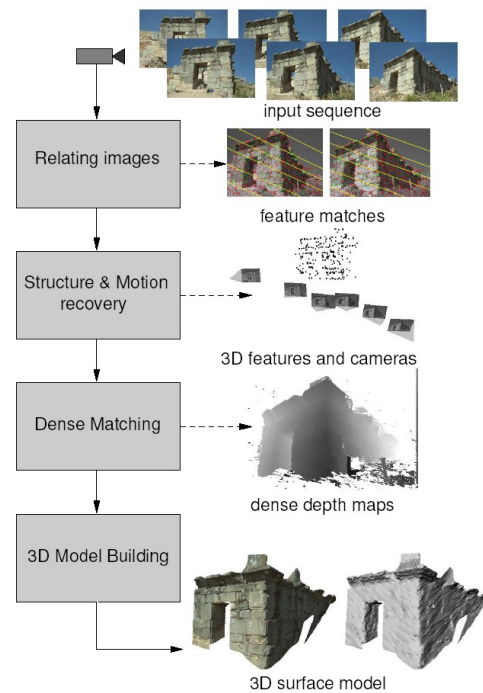 input sequence
Relating images
feature matches
Structure & Motion
recovery
3D features and cameras
Dense Matching
dense depth maps
3D Model Building
3D surface model